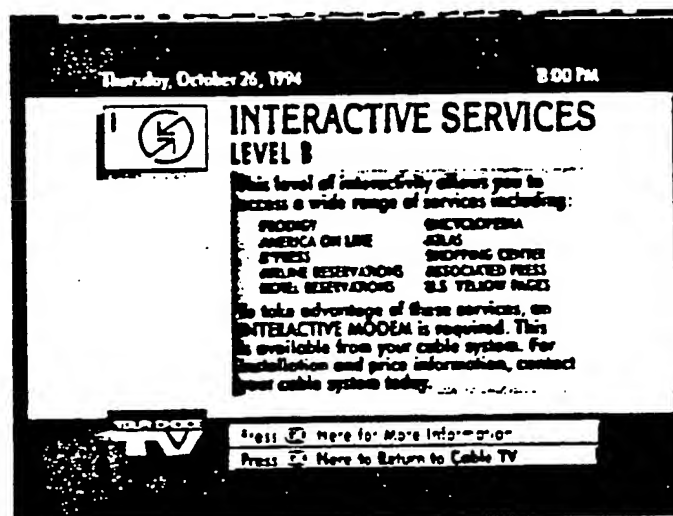 Thursday, October 26, 1994
8:00 PM
INTERACTIVE SERVICES
LEVEL B
This level of interactivity allows you to
access a wide range of services including:
PRODIGY
ENCYCLOPEDIA
AMERICA ON LINE
ATLAS
X*PRESS
SHOPPING CENTER
AIRLINE RESERVATIONS
ASSOCIATED PRESS
HOTEL RESERVATIONS
U.S. YELLOW PAGES
To take advantage of these services, an
INTERACTIVE MODEM is required. This
is available from your cable system. For
installation and price information, contact
your cable system today.
YOUR CHOICE
TV
Press Here for More Information
Press Here to Return to Cable TV